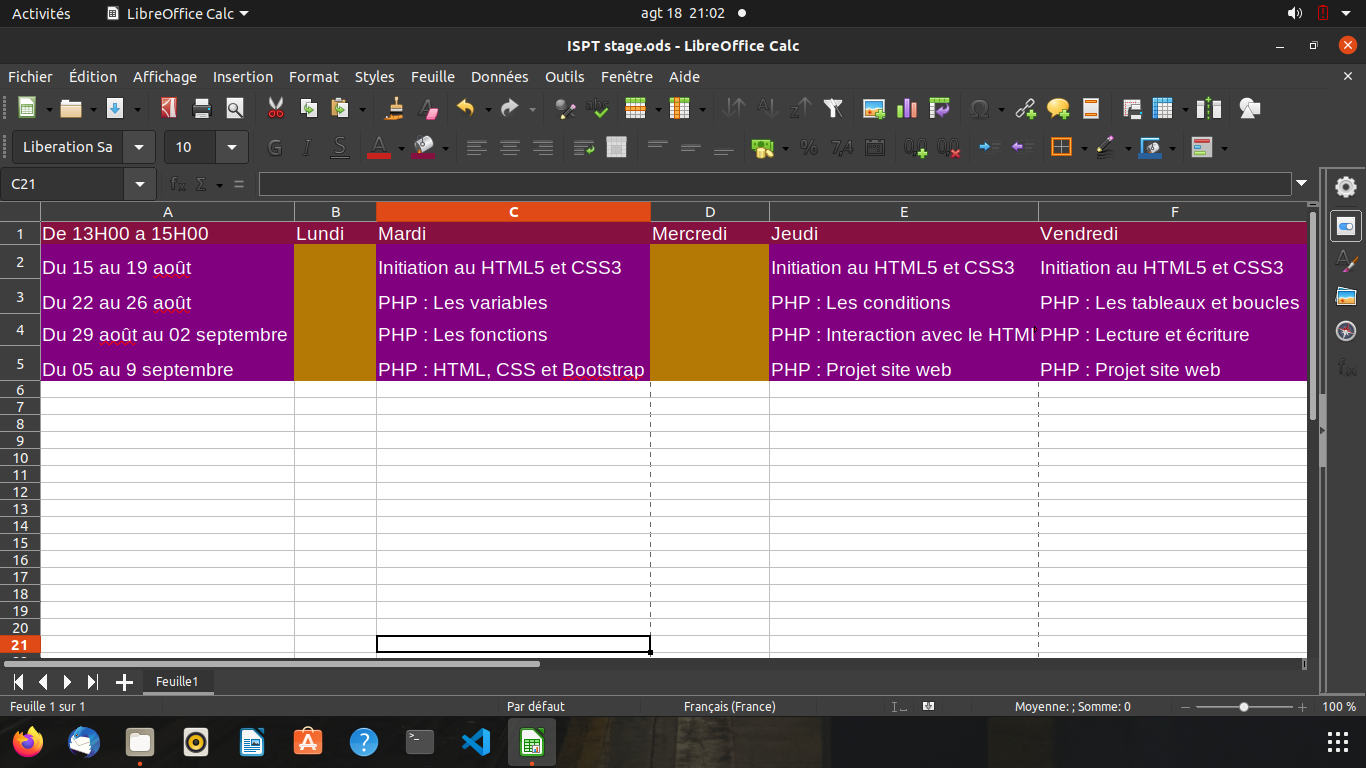 Activités LibreOffice Calc agt 18 21:02
ISPT stage.ods - LibreOffice Calc
Fichier Édition Affichage Insertion Format Styles Feuille Données Outils Fenêtre Aide
Liberation Sa 10
C21
A B C D E F
1 De 13H00 a 15H00 Lundi Mardi Mercredi Jeudi Vendredi
2 Du 15 au 19 août Initiation au HTML5 et CSS3 Initiation au HTML5 et CSS3 Initiation au HTML5 et CSS3
3 Du 22 au 26 août PHP : Les variables PHP : Les conditions PHP : Les tableaux et boucles
4 Du 29 août au 02 septembre PHP : Les fonctions PHP : Interaction avec le HTML PHP : Lecture et écriture
5 Du 05 au 9 septembre PHP : HTML, CSS et Bootstrap PHP : Projet site web PHP : Projet site web
6
7
8
9
10
11
12
13
14
15
16
17
18
19
20
21
Feuille1
Feuille 1 sur 1 Par défaut Français (France) Moyenne: ; Somme: 0 100 %